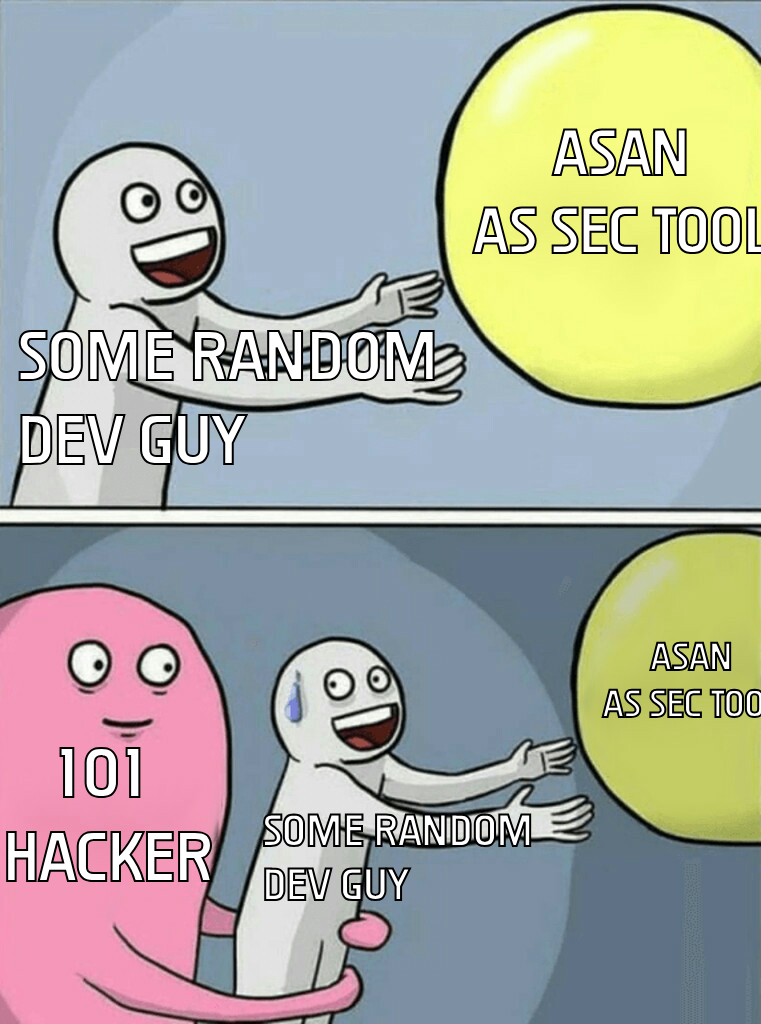 ASAN
AS SEC TOOL
SOME RANDOM
DEV GUY
ASAN
AS SEC TOO
101
HACKER
SOME RANDOM
DEV GUY